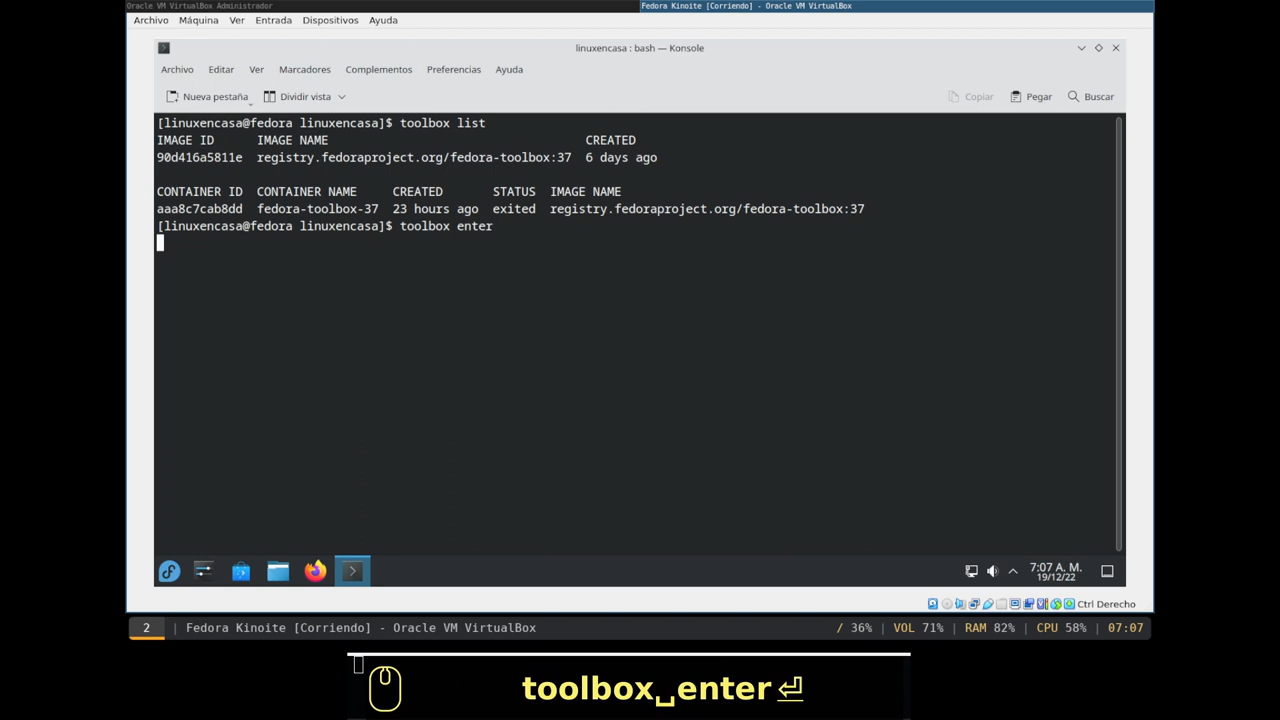 Oracle VM VirtualBox Administrador
Fedora Kinoite [Corriendo] - Oracle VM VirtualBox
Archivo Máquina Ver Entrada Dispositivos Ayuda
linuxencasa : bash — Konsole
Archivo Editar Ver Marcadores Complementos Preferencias Ayuda
Nueva pestaña Dividir vista Copiar Pegar Buscar
[linuxencasa@fedora linuxencasa]$ toolbox list
IMAGE ID IMAGE NAME CREATED
90d416a5811e registry.fedoraproject.org/fedora-toolbox:37 6 days ago
CONTAINER ID CONTAINER NAME CREATED STATUS IMAGE NAME
aaa8c7cab8dd fedora-toolbox-37 23 hours ago exited registry.fedoraproject.org/fedora-toolbox:37
[linuxencasa@fedora linuxencasa]$ toolbox enter
7:07 A. M.
19/12/22
Ctrl Derecho
2 | Fedora Kinoite [Corriendo] - Oracle VM VirtualBox / 36% | VOL 71% | RAM 82% | CPU 58% | 07:07
toolbox␣enter⏎